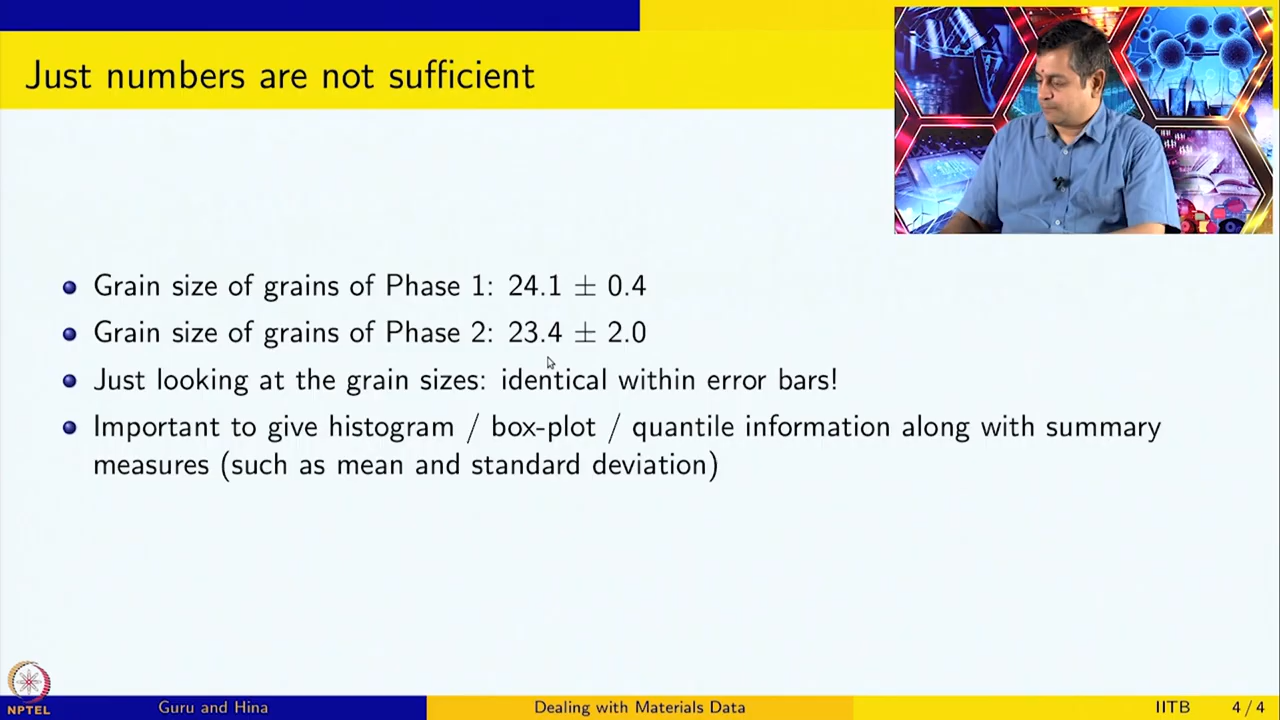 Just numbers are not sufficient
Grain size of grains of Phase 1: 24.1 ± 0.4
Grain size of grains of Phase 2: 23.4 ± 2.0
Just looking at the grain sizes: identical within error bars!
Important to give histogram / box-plot / quantile information along with summary
measures (such as mean and standard deviation)
NPTEL
Guru and Hina
Dealing with Materials Data
IITB
4 / 4